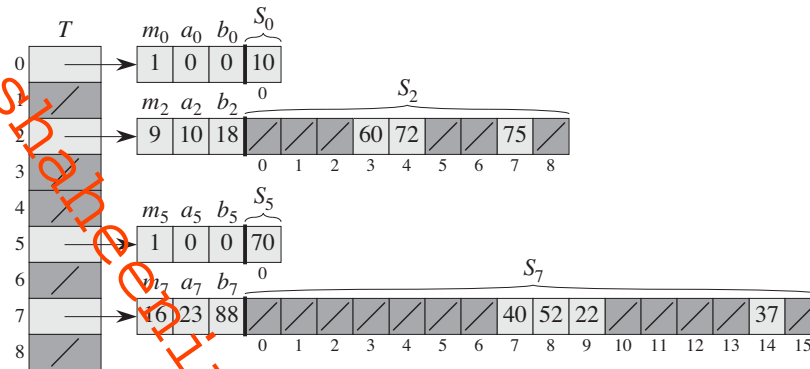 T
m0 a0 b0 S0
0 1 0 0 10
0
1
m2 a2 b2 S2
2 9 10 18 60 72 75
0 1 2 3 4 5 6 7 8
3
4
m5 a5 b5 S5
5 1 0 0 70
0
6
m7 a7 b7 S7
7 16 23 88 40 52 22 37
0 1 2 3 4 5 6 7 8 9 10 11 12 13 14 15
8